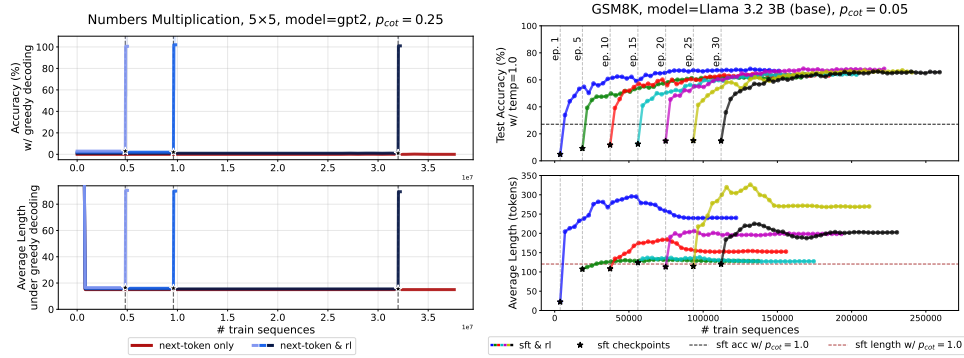 Numbers Multiplication, 5×5, model=gpt2, p_cot = 0.25
Accuracy (%)
w/ greedy decoding
100
80
60
40
20
0
0.0 0.5 1.0 1.5 2.0 2.5 3.0 3.5
1e7
Average Length
under greedy decoding
80
60
40
20
0
0.0 0.5 1.0 1.5 2.0 2.5 3.0 3.5
1e7
# train sequences
next-token only next-token & rl
GSM8K, model=Llama 3.2 3B (base), p_cot = 0.05
Test Accuracy (%)
w/ temp=1.0
100
80
60
40
20
0
ep. 1
ep. 5
ep. 10
ep. 15
ep. 20
ep. 25
ep. 30
Average Length (tokens)
350
300
250
200
150
100
50
0
0 50000 100000 150000 200000 250000
# train sequences
sft & rl sft checkpoints sft acc w/ p_cot = 1.0 sft length w/ p_cot = 1.0